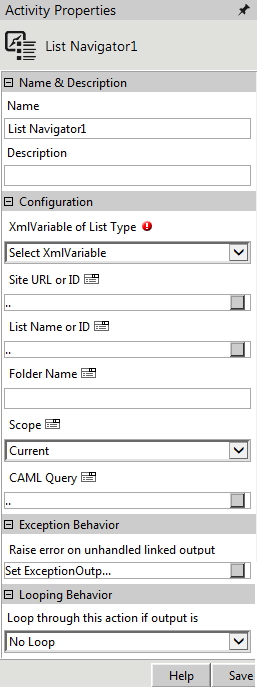 Activity Properties
List Navigator1
Name & Description
Name
List Navigator1
Description
Configuration
XmlVariable of List Type
Select XmlVariable
Site URL or ID
..
List Name or ID
..
Folder Name
Scope
Current
CAML Query
..
Exception Behavior
Raise error on unhandled linked output
Set ExceptionOutp...
Looping Behavior
Loop through this action if output is
No Loop
Help
Save